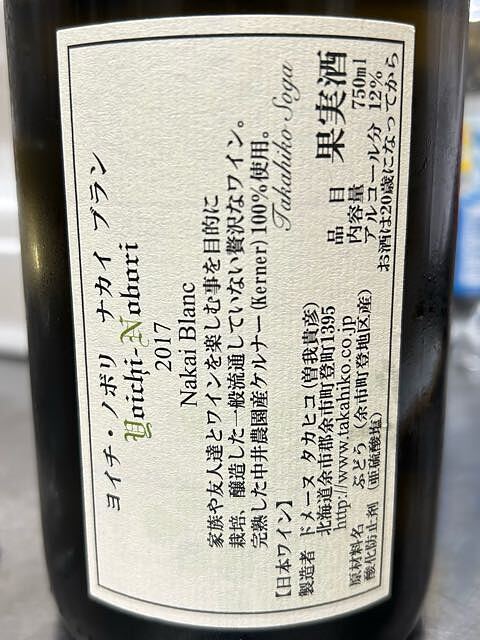 ヨイチ・ノボリ ナカイ ブラン
Yoichi-Nobori
2017
Nakai Blanc
家族や友人達とワインを楽しむ事を目的に
栽培、醸造した一般流通していない贅沢なワイン。
完熟した中井農園産ケルナー(Kerner)100%使用。
Takahiko Soga
【日本ワイン】
製造者 ドメーヌ タカヒコ(曽我貴彦)
北海道余市郡余市町登町1395
http://www.takahiko.co.jp
原材料名 ぶどう (余市町登地区産)
酸化防止剤 (亜硫酸塩)
品目 果実酒
内容量 750ml
アルコール分 12%
お酒は20歳になってから